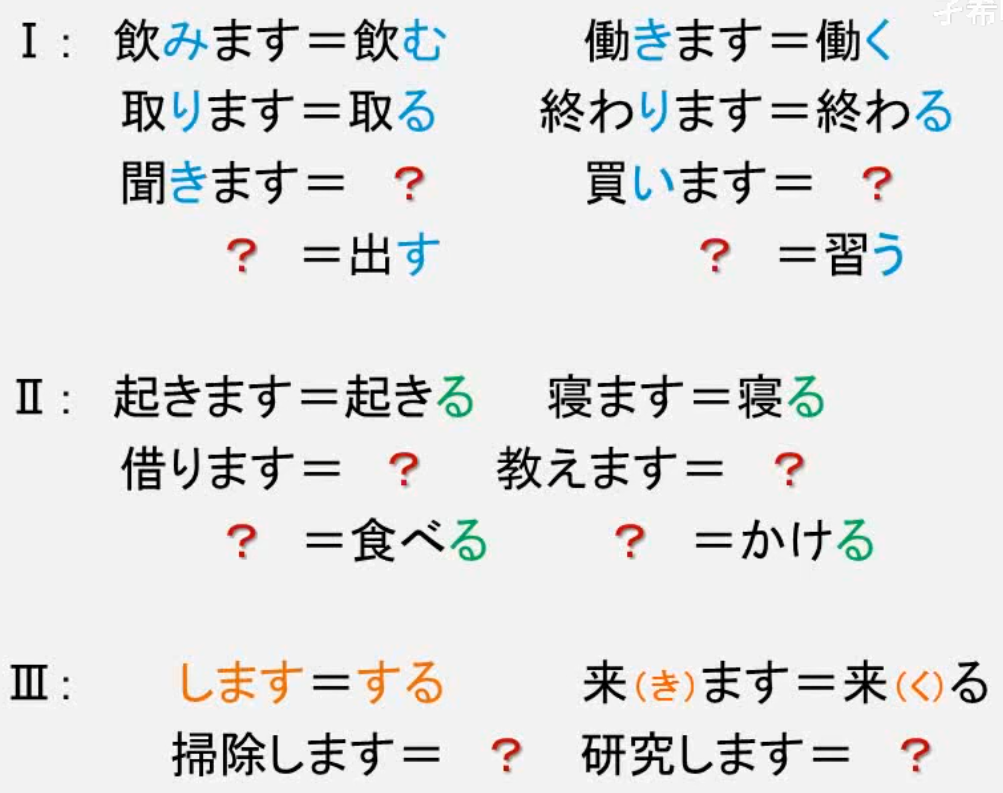 Ⅰ： 飲みます＝飲む 働きます＝働く
取ります＝取る 終わります＝終わる
聞きます＝ ？ 買います＝ ？
？ ＝出す ？ ＝習う
Ⅱ： 起きます＝起きる 寝ます＝寝る
借ります＝ ？ 教えます＝ ？
？ ＝食べる ？ ＝かける
Ⅲ： します＝する 来(き)ます＝来(く)る
掃除します＝ ？ 研究します＝ ？